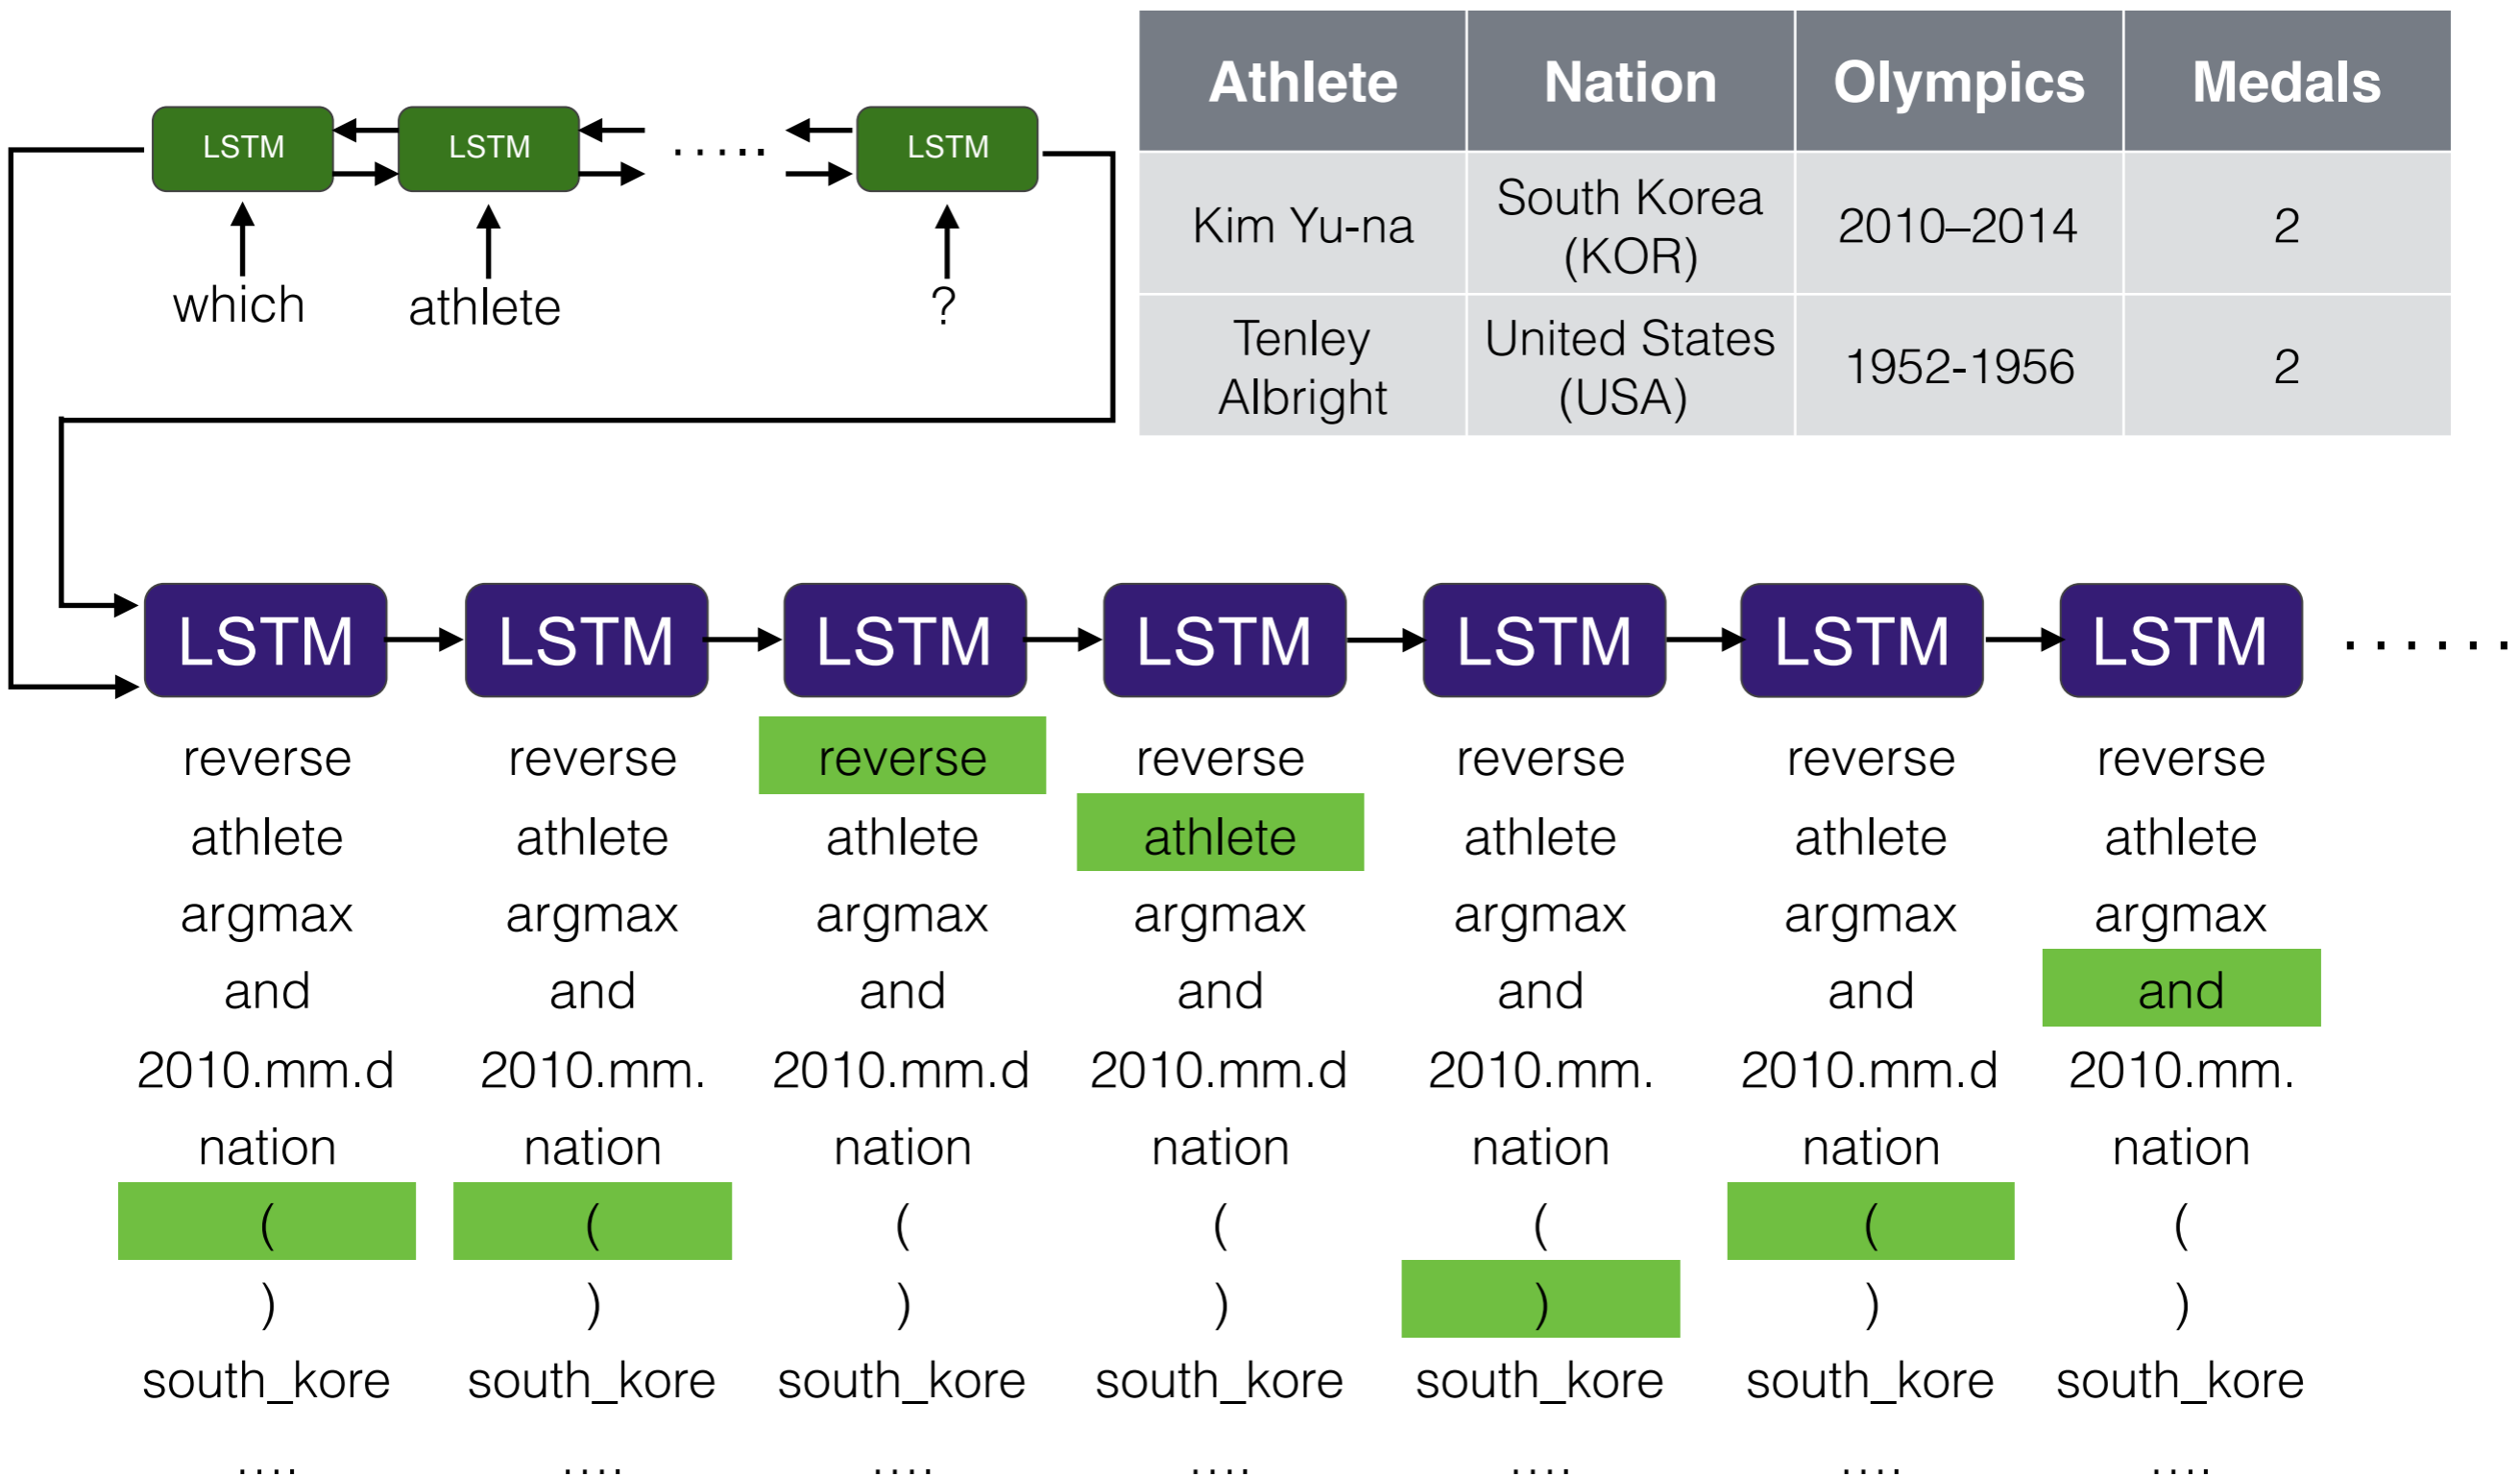 Athlete Nation Olympics Medals
Kim Yu-na South Korea (KOR) 2010–2014 2
Tenley Albright United States (USA) 1952-1956 2
LSTM LSTM ..... LSTM
which athlete ?
LSTM LSTM LSTM LSTM LSTM LSTM LSTM ......
reverse reverse reverse reverse reverse reverse reverse
athlete athlete athlete athlete athlete athlete athlete
argmax argmax argmax argmax argmax argmax argmax
and and and and and and and
2010.mm.d 2010.mm. 2010.mm.d 2010.mm.d 2010.mm. 2010.mm.d 2010.mm.
nation nation nation nation nation nation nation
( ( ( ( ( ( (
) ) ) ) ) ) )
south_kore south_kore south_kore south_kore south_kore south_kore south_kore
.... .... .... .... .... .... ....